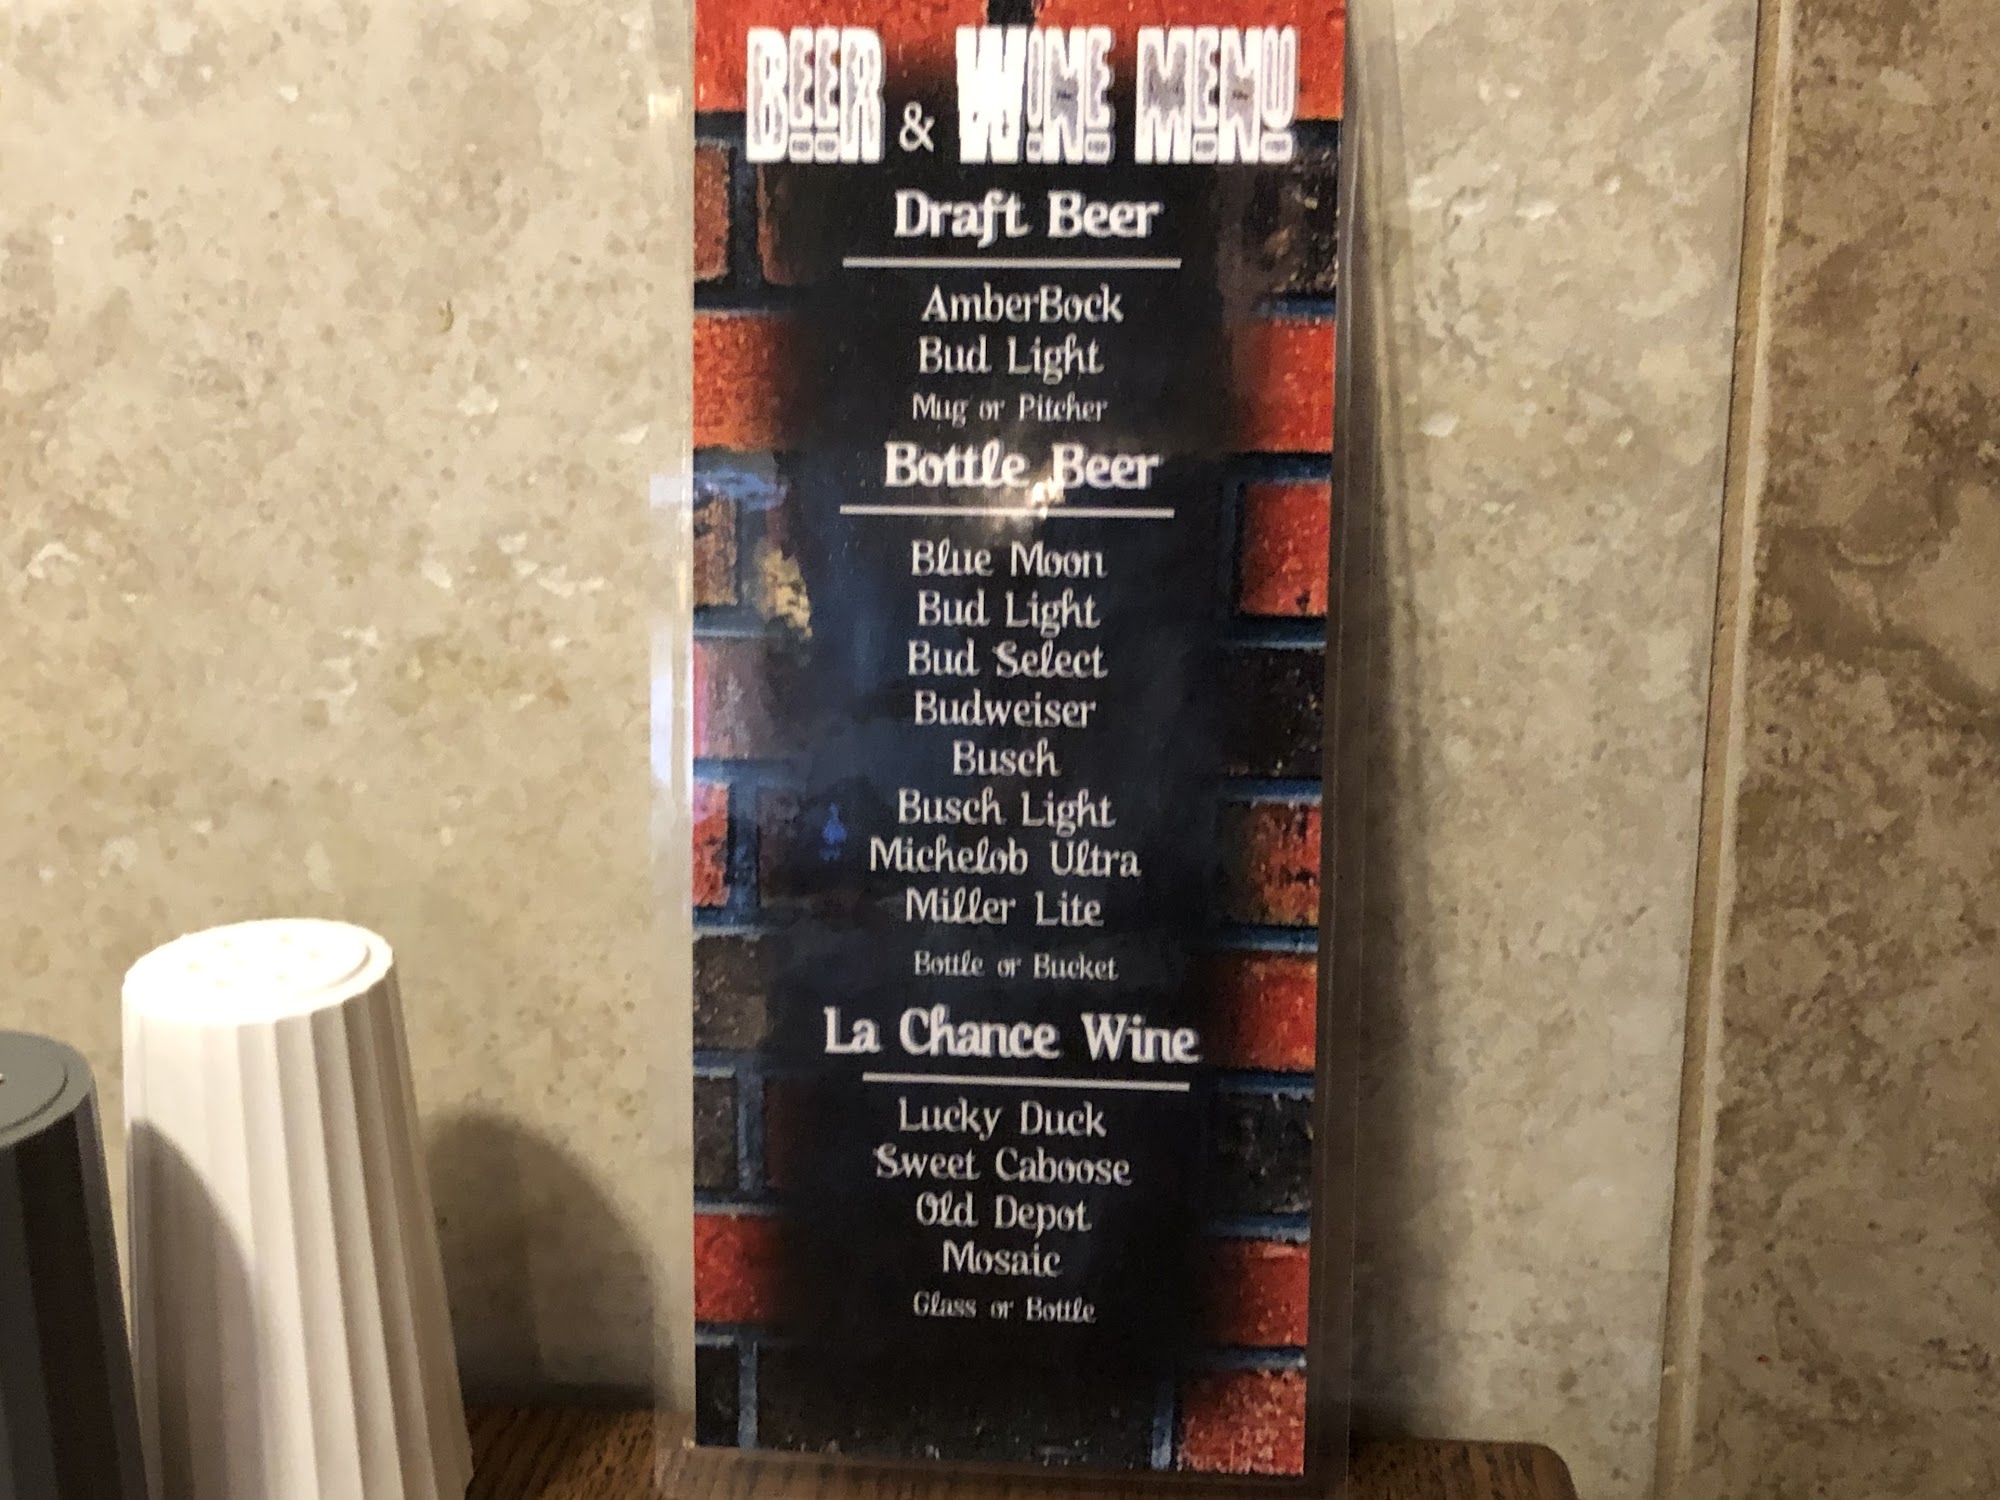 BEER & WINE MENU
Draft Beer
AmberBock
Bud Light
Mug or Pitcher
Bottle Beer
Blue Moon
Bud Light
Bud Select
Budweiser
Busch
Busch Light
Michelob Ultra
Miller Lite
Bottle or Bucket
La Chance Wine
Lucky Duck
Sweet Caboose
Old Depot
Mosaic
Glass or Bottle